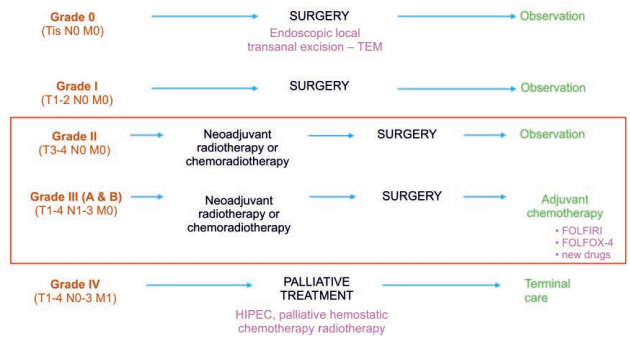 Grade 0
(Tis N0 M0)
SURGERY
Endoscopic local
transanal excision – TEM
Observation
Grade I
(T1-2 N0 M0)
SURGERY
Observation
Grade II
(T3-4 N0 M0)
Neoadjuvant
radiotherapy or
chemoradiotherapy
SURGERY
Observation
Grade III (A & B)
(T1-4 N1-3 M0)
Neoadjuvant
radiotherapy or
chemoradiotherapy
SURGERY
Adjuvant
chemotherapy
• FOLFIRI
• FOLFOX-4
• new drugs
Grade IV
(T1-4 N0-3 M1)
PALLIATIVE
TREATMENT
HIPEC, palliative hemostatic
chemotherapy radiotherapy
Terminal
care